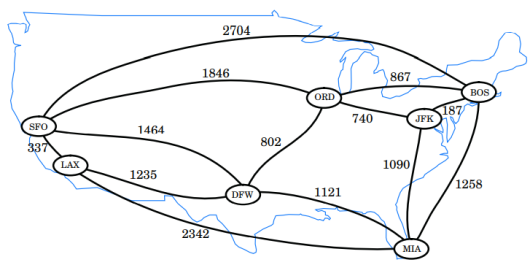 2704
1846
867
ORD
BOS
187
740
JFK
SFO
1464
337
802
LAX
1090
1235
1258
DFW
1121
2342
MIA